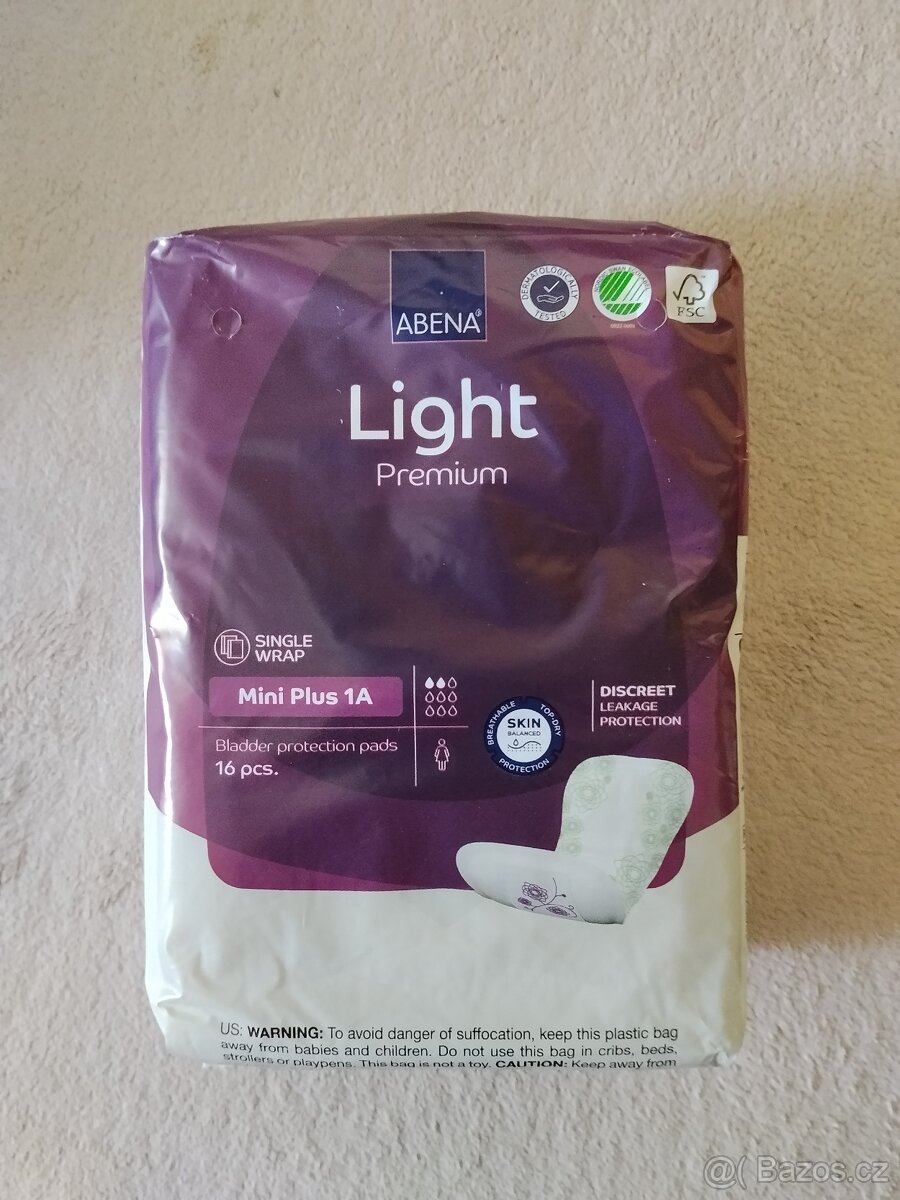 ABENA®
DERMATOLOGICALLY
TESTED
FSC
Light
Premium
SINGLE
WRAP
Mini Plus 1A
Bladder protection pads
16 pcs.
BREATHABLE
TOP-DRY
SKIN
BALANCED
PROTECTION
DISCREET
LEAKAGE
PROTECTION
US: WARNING: To avoid danger of suffocation, keep this plastic bag
away from babies and children. Do not use this bag in cribs, beds,
strollers or playpens. This bag is not a toy. CAUTION: Keep away from
@( Bazos.cz